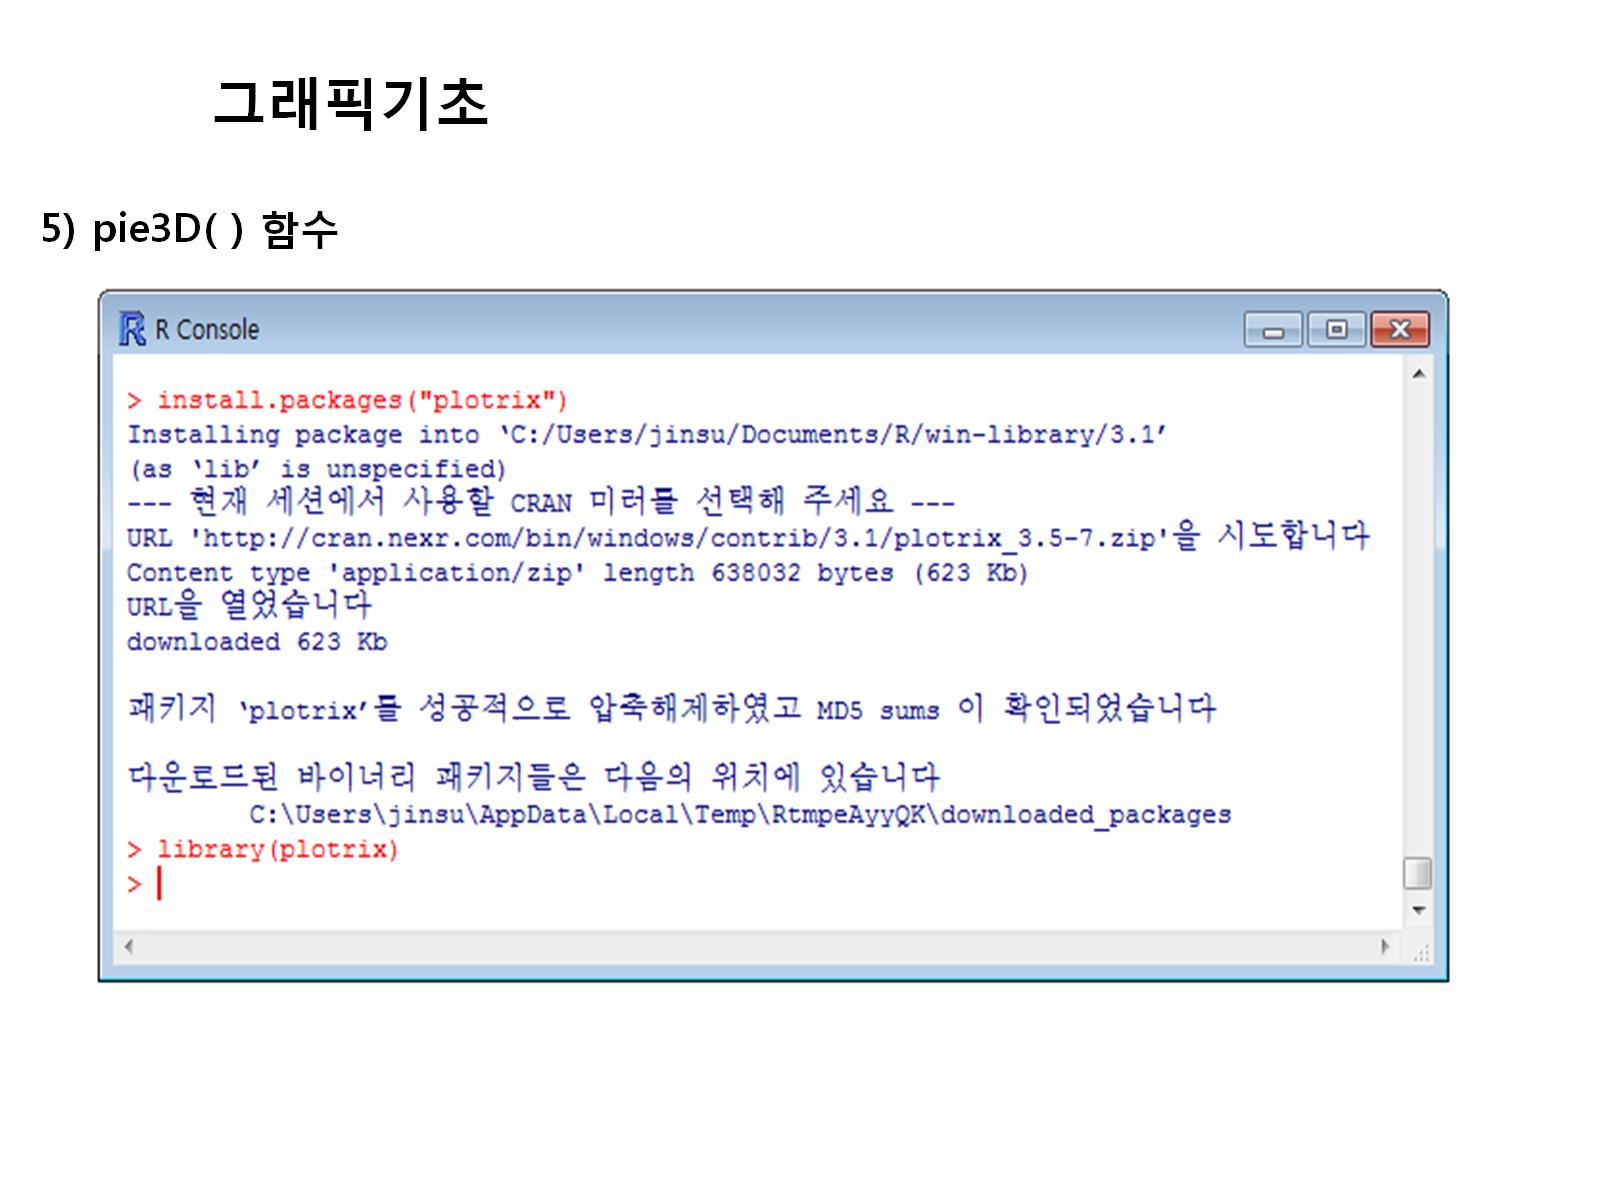 그래픽기초
5) pie3D( ) 함수
R Console
> install.packages("plotrix")
Installing package into ‘C:/Users/jinsu/Documents/R/win-library/3.1’
(as ‘lib’ is unspecified)
--- 현재 세션에서 사용할 CRAN 미러를 선택해 주세요 ---
URL 'http://cran.nexr.com/bin/windows/contrib/3.1/plotrix_3.5-7.zip'을 시도합니다
Content type 'application/zip' length 638032 bytes (623 Kb)
URL을 열었습니다
downloaded 623 Kb
패키지 ‘plotrix’를 성공적으로 압축해제하였고 MD5 sums 이 확인되었습니다
다운로드된 바이너리 패키지들은 다음의 위치에 있습니다
C:\Users\jinsu\AppData\Local\Temp\RtmpeAyyQK\downloaded_packages
> library(plotrix)
>